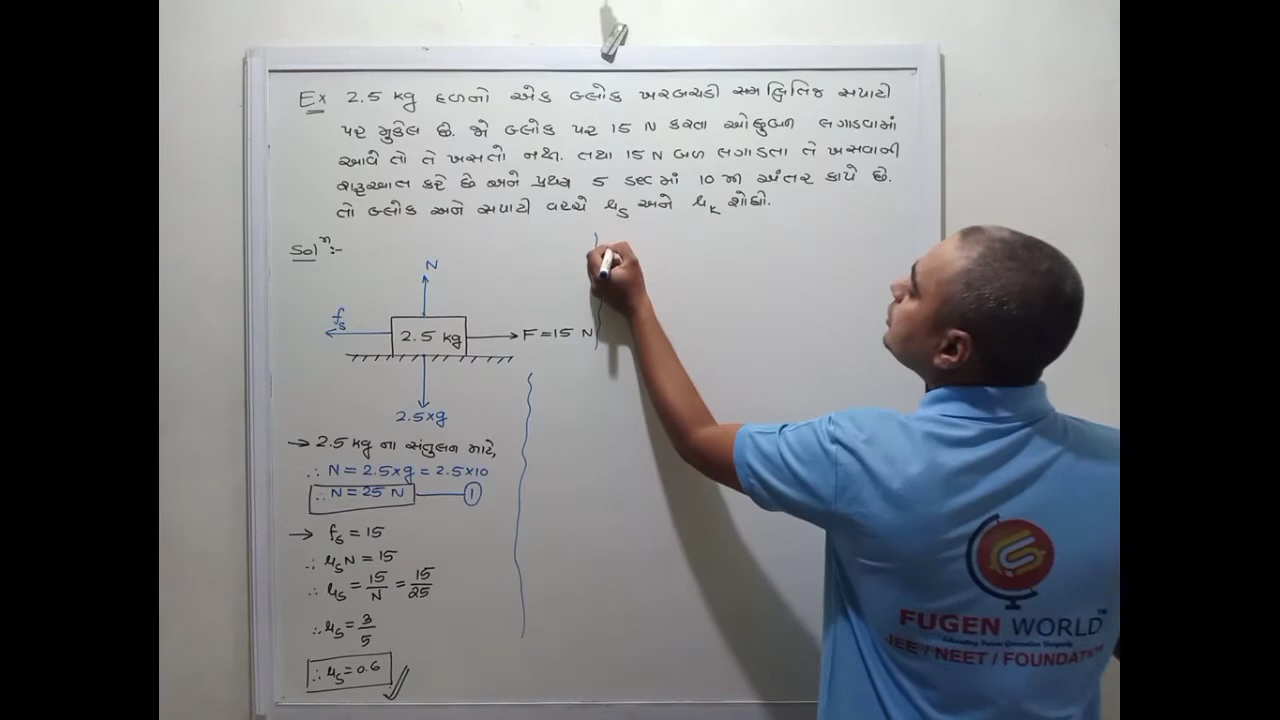 Ex 2.5 kg દળનો એક બ્લોક ખરબચડી સમક્ષિતિજ સપાટી
પર મુકેલ છે. જો બ્લોક પર 15 N કરતા ઓછુબળ લગાડવામાં
આવે તો તે ખસતો નથી. તથા 15 N બળ લગાડતા તે ખસવાની
શરૂઆત કરે છે અને પ્રથમ 5 sec માં 10 m અંતર કાપે છે.
તો બ્લોક અને સપાટી વચ્ચે μs અને μk શોધો.
Solⁿ:-
N
fs
2.5 kg
F = 15 N
2.5×g
→ 2.5 kg ના સંતુલન માટે,
∴ N = 2.5×g = 2.5×10
∴ N = 25 N ①
→ fs = 15
∴ μsN = 15
∴ μs = 15/N = 15/25
∴ μs = 3/5
∴ μs = 0.6
FUGEN WORLD™
JEE / NEET / FOUNDAT